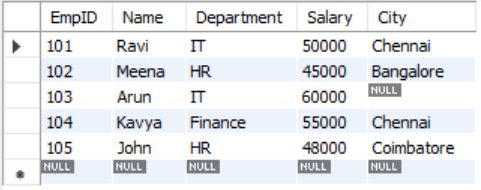 EmpID Name Department Salary City
101 Ravi IT 50000 Chennai
102 Meena HR 45000 Bangalore
103 Arun IT 60000 NULL
104 Kavya Finance 55000 Chennai
105 John HR 48000 Coimbatore
NULL NULL NULL NULL NULL